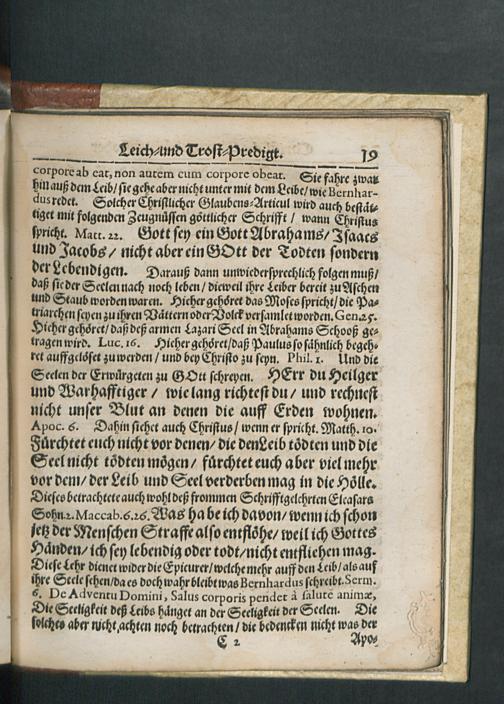 Leich-und Trost-Predigt. 19
corpore ab eat, non autem cum corpore obeat. Sie fahre zwar
hin auß dem Leib/ sie gehe aber nicht unter mit dem Leibe/ wie Bernhar-
dus redet. Solcher Christlicher Glaubens-Articul wird auch bestät-
tiget mit folgenden Zeugnüssen göttlicher Schrifft/ wann Christus
spricht. Matt. 22. Gott sey ein Gott Abrahams/ Isaacs
und Jacobs/ nicht aber ein GOtt der Todten sondern
der Lebendigen. Darauß dann unwiedersprechlich folgen muß/
daß sie der Seelen nach noch leben/ dieweil ihre Leiber bereit zu Aschen
und Staub worden waren. Hieher gehöret das Moses spricht/ die Pa-
triarchen seyen zu ihren Vättern oder Volck versamlet worden. Gen. 25.
Hieher gehöret/ daß deß armen Lazari Seel in Abrahams Schooß ge-
tragen wird. Luc. 16. Hieher gehöret/ daß Paulus so sähnlich begeh-
ret auffgelöset zu werden/ und bey Christo zu seyn. Phil. 1. Und die
Seelen der Erwürgeten zu GOtt schreyen. HErr du Heilger
und Warhafftiger/ wie lang richtest du/ und rechnest
nicht unser Blut an denen die auff Erden wohnen.
Apoc. 6. Dahin siehet auch Christus/ wenn er spricht. Matth. 10.
Fürchtet euch nicht vor denen/ die den Leib tödten und die
Seel nicht tödten mögen/ fürchtet euch aber viel mehr
vor dem/ der Leib und Seel verderben mag in die Hölle.
Dieses betrachtete auch wohl deß frommen Schrifftgelehrten Eleasars
Sohn. 2. Maccab. 6. 26. Was habe ich davon/ wenn ich schon
jetz der Menschen Straffe also entflöhe/ weil ich Gottes
Händen/ ich sey lebendig oder todt/ nicht entfliehen mag.
Diese Lehr dienet wider die Epicurer/ welche mehr auff den Leib/ als auf
ihre Seele sehen/ da es doch wahr bleibt was Bernhardus schreibt. Serm.
6. De Adventu Domini, Salus corporis pendet à salute animæ,
Die Seeligkeit deß Leibs hänget an der Seeligkeit der Seelen. Die
solches aber nicht achten noch betrachten/ die bedencken nicht was der
C 2 Apo-